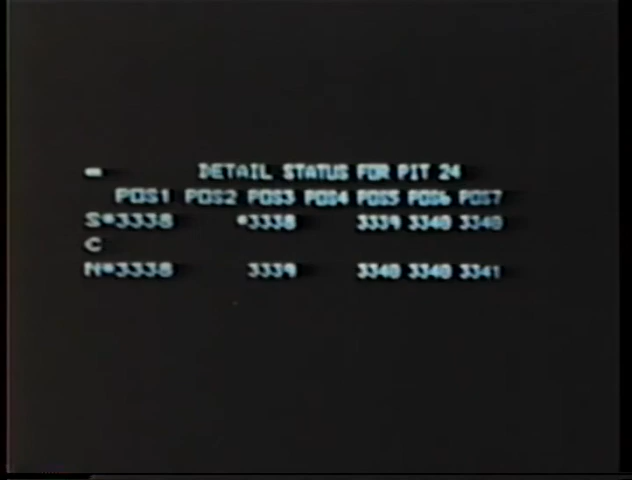 - DETAIL STATUS FOR PIT 24
POS1 POS2 POS3 POS4 POS5 POS6 POS7
S*3338 *3338 3339 3340 3340
C
N*3338 3339 3340 3340 3341